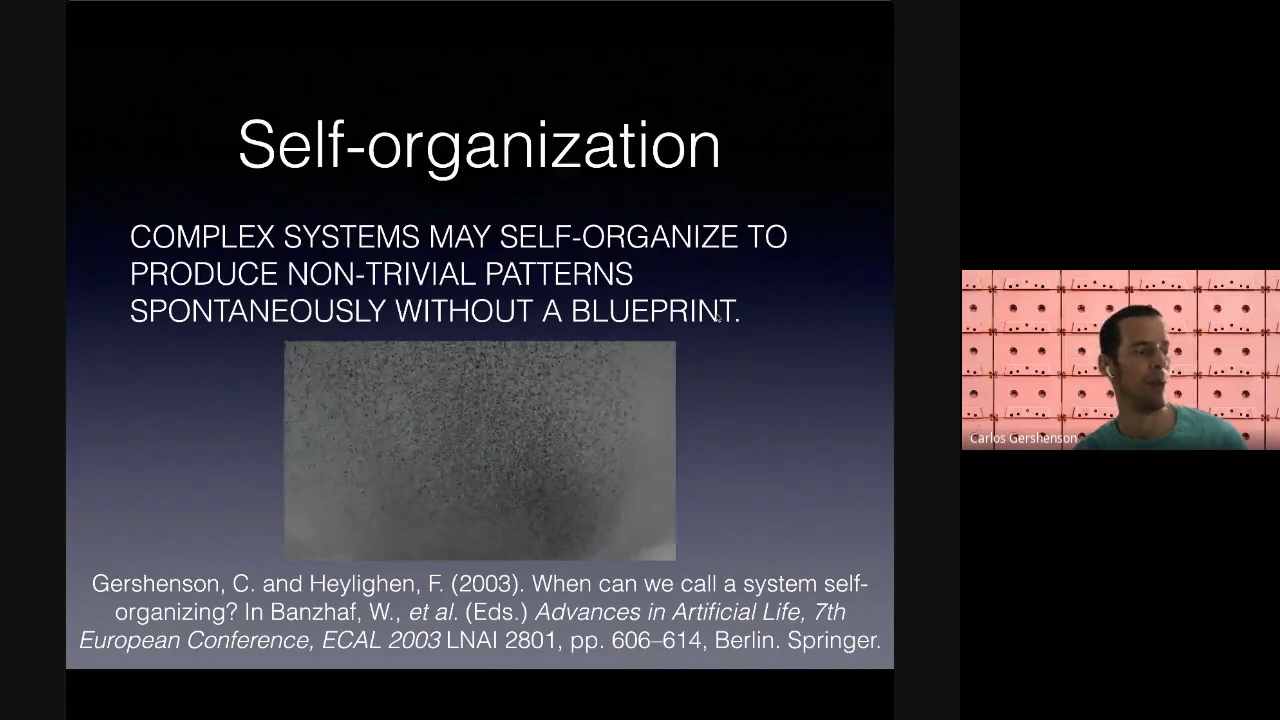 Self-organization
COMPLEX SYSTEMS MAY SELF-ORGANIZE TO
PRODUCE NON-TRIVIAL PATTERNS
SPONTANEOUSLY WITHOUT A BLUEPRINT.
Gershenson, C. and Heylighen, F. (2003). When can we call a system self-
organizing? In Banzhaf, W., et al. (Eds.) Advances in Artificial Life, 7th
European Conference, ECAL 2003 LNAI 2801, pp. 606–614, Berlin. Springer.
Carlos Gershenson